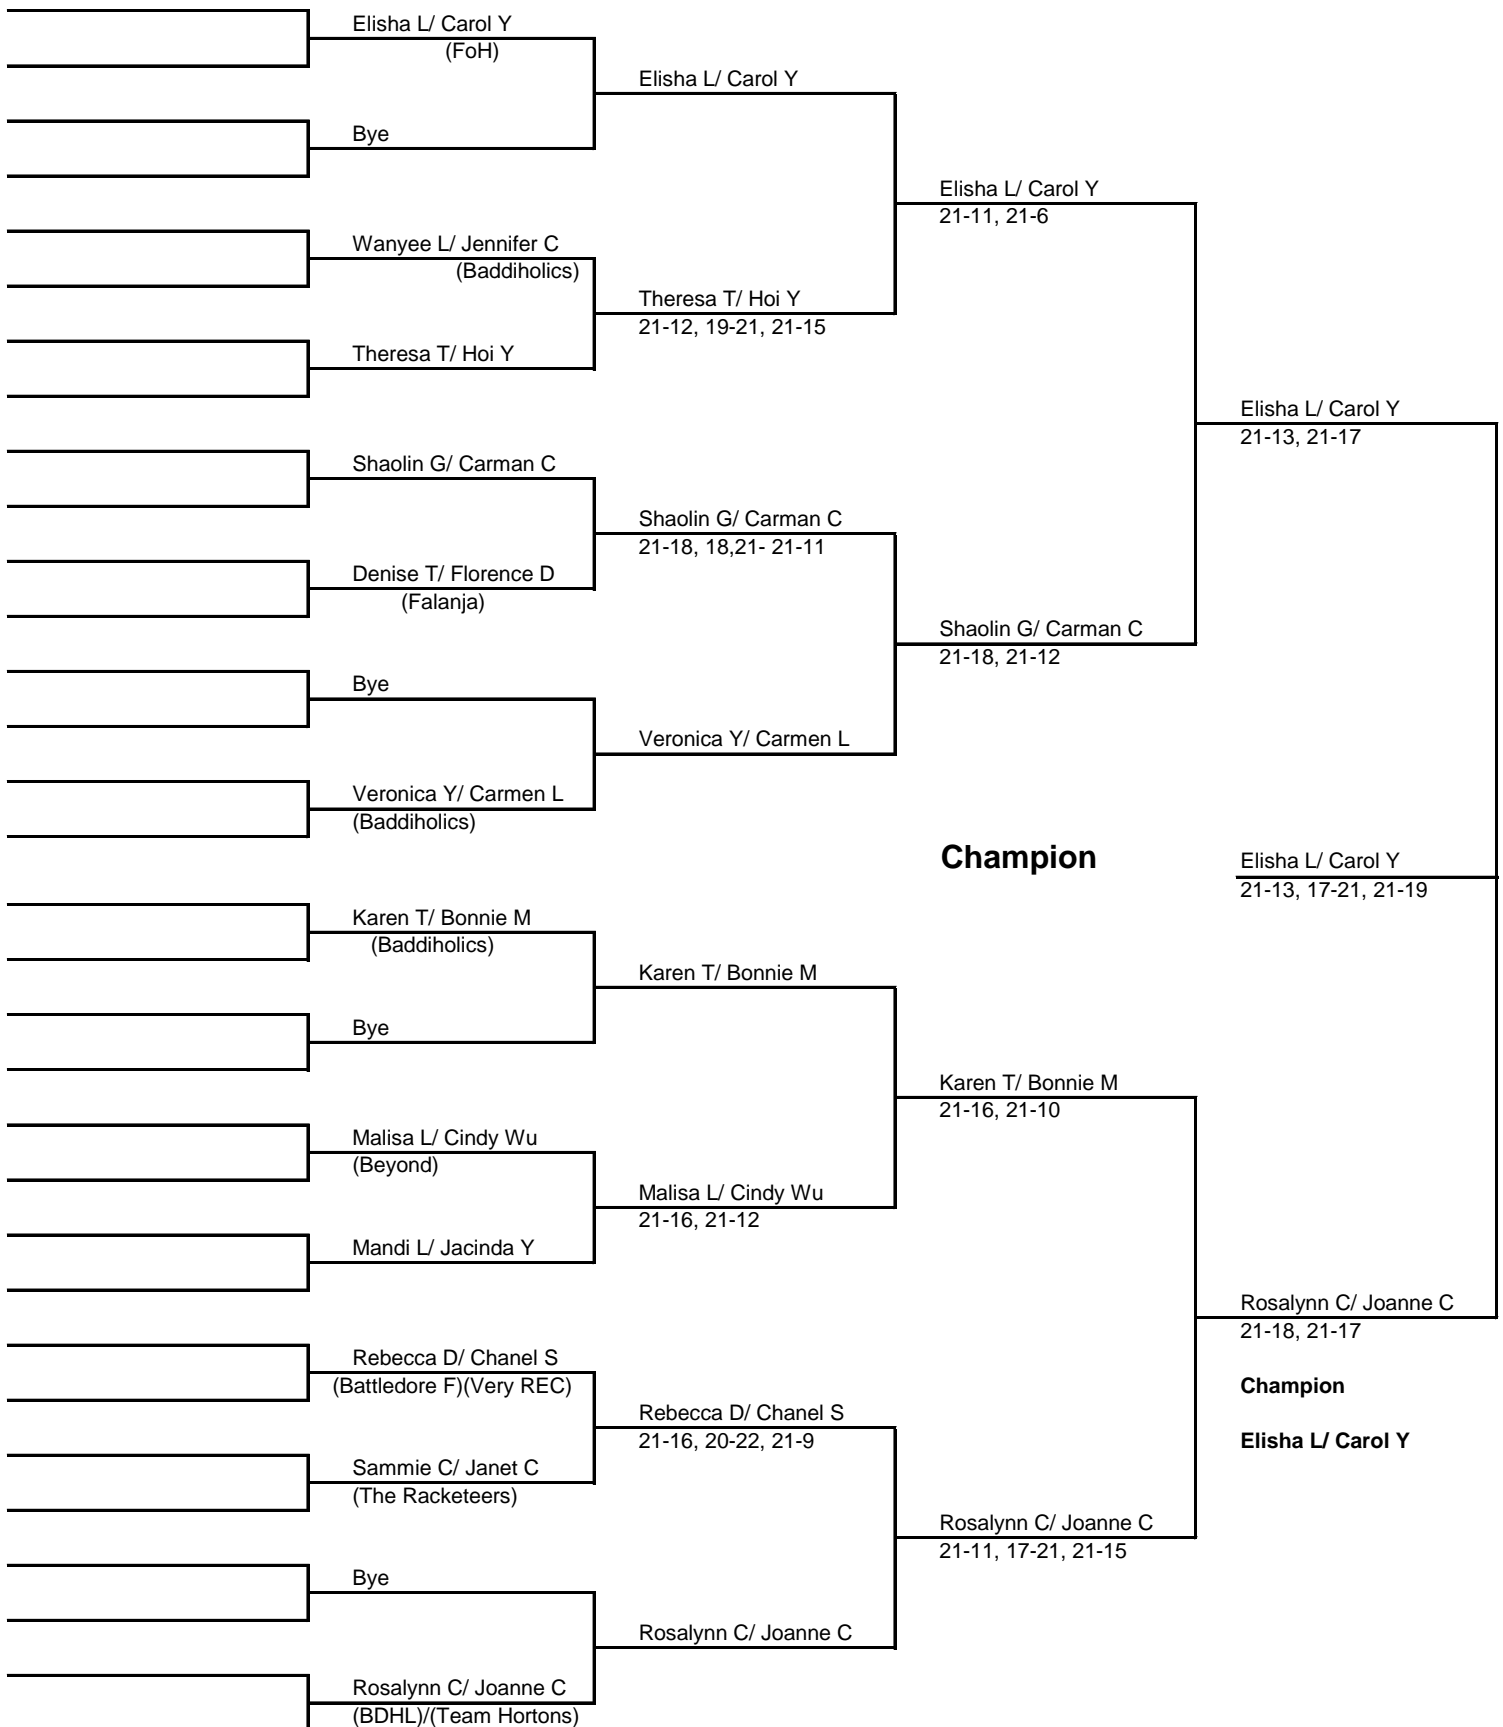 Elisha L/ Carol Y
(FoH)
Elisha L/ Carol Y
Bye
Elisha L/ Carol Y
21-11, 21-6
Wanyee L/ Jennifer C
(Baddiholics)
Theresa T/ Hoi Y
21-12, 19-21, 21-15
Theresa T/ Hoi Y
Elisha L/ Carol Y
21-13, 21-17
Shaolin G/ Carman C
Shaolin G/ Carman C
21-18, 18,21- 21-11
Denise T/ Florence D
(Falanja)
Shaolin G/ Carman C
21-18, 21-12
Bye
Veronica Y/ Carmen L
Veronica Y/ Carmen L
(Baddiholics)
Champion
Elisha L/ Carol Y
21-13, 17-21, 21-19
Karen T/ Bonnie M
(Baddiholics)
Karen T/ Bonnie M
Bye
Karen T/ Bonnie M
21-16, 21-10
Malisa L/ Cindy Wu
(Beyond)
Malisa L/ Cindy Wu
21-16, 21-12
Mandi L/ Jacinda Y
Rosalynn C/ Joanne C
21-18, 21-17
Rebecca D/ Chanel S
(Battledore F)(Very REC)
Champion
Rebecca D/ Chanel S
21-16, 20-22, 21-9
Elisha L/ Carol Y
Sammie C/ Janet C
(The Racketeers)
Rosalynn C/ Joanne C
21-11, 17-21, 21-15
Bye
Rosalynn C/ Joanne C
Rosalynn C/ Joanne C
(BDHL)/(Team Hortons)